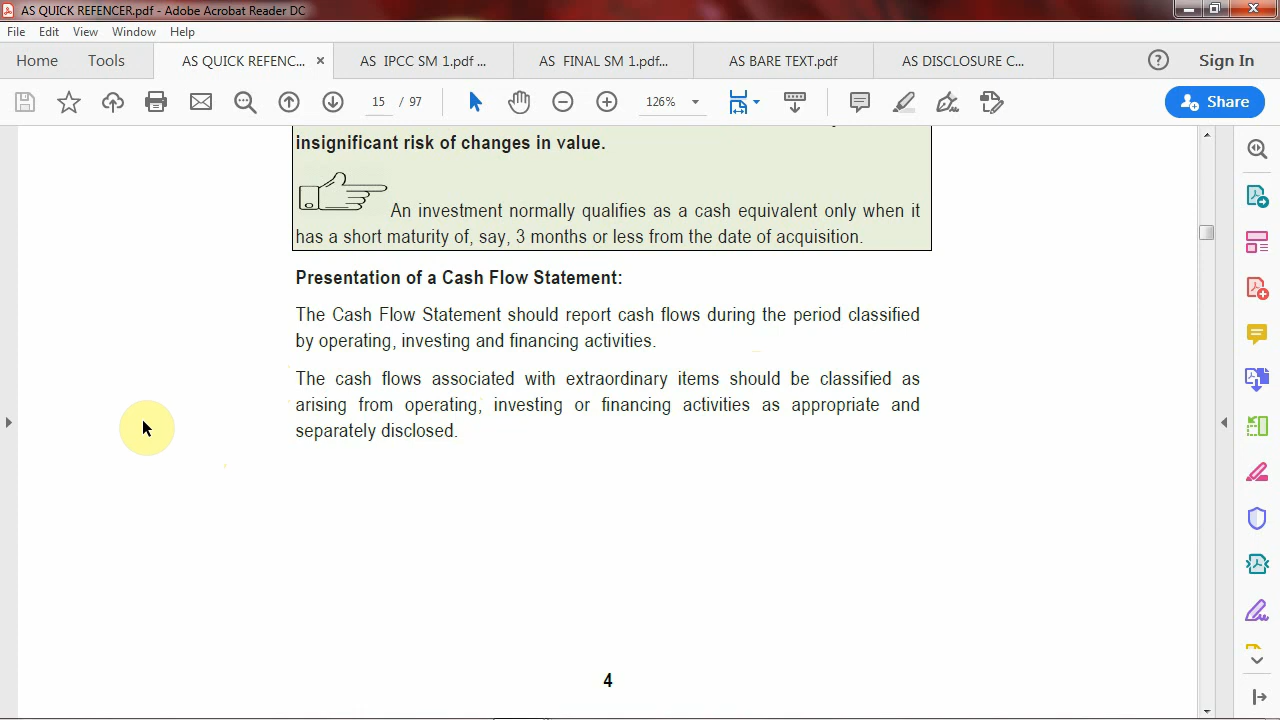 AS QUICK REFENCER.pdf - Adobe Acrobat Reader DC
File Edit View Window Help
Home Tools AS QUICK REFENC... × AS IPCC SM 1.pdf ... AS FINAL SM 1.pdf... AS BARE TEXT.pdf AS DISCLOSURE C... ? Sign In
15 / 97 126% Share
insignificant risk of changes in value.
An investment normally qualifies as a cash equivalent only when it
has a short maturity of, say, 3 months or less from the date of acquisition.
Presentation of a Cash Flow Statement:
The Cash Flow Statement should report cash flows during the period classified
by operating, investing and financing activities.
The cash flows associated with extraordinary items should be classified as
arising from operating, investing or financing activities as appropriate and
separately disclosed.
4